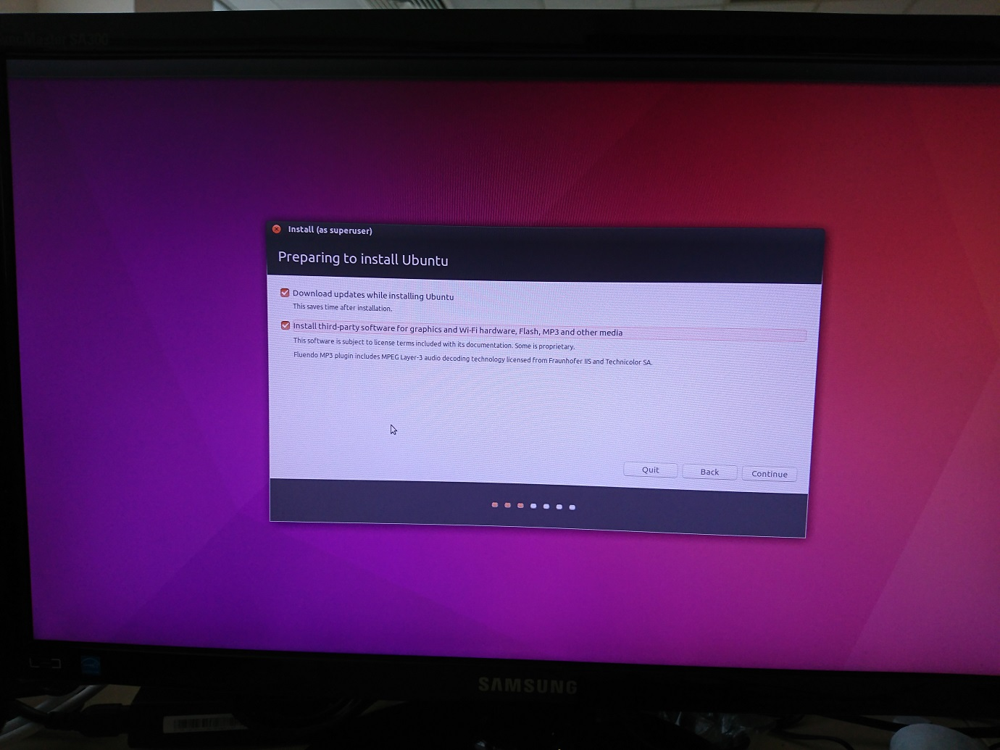 SA300
Install (as superuser)
Preparing to install Ubuntu
Download updates while installing Ubuntu
This saves time after installation.
Install third-party software for graphics and Wi-Fi hardware, Flash, MP3 and other media
This software is subject to license terms included with its documentation. Some is proprietary.
Fluendo MP3 plugin includes MPEG Layer-3 audio decoding technology licensed from Fraunhofer IIS and Technicolor SA.
Quit
Back
Continue
SAMSUNG